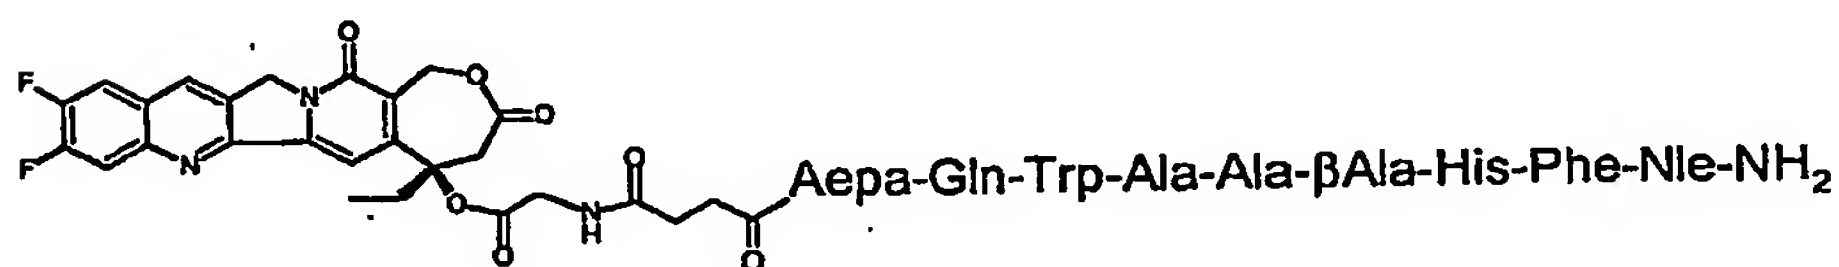 O
F
N
O
O
F
N
O
Aepa-Gln-Trp-Ala-Ala-βAla-His-Phe-Nle-NH₂
O
N
H
O
O